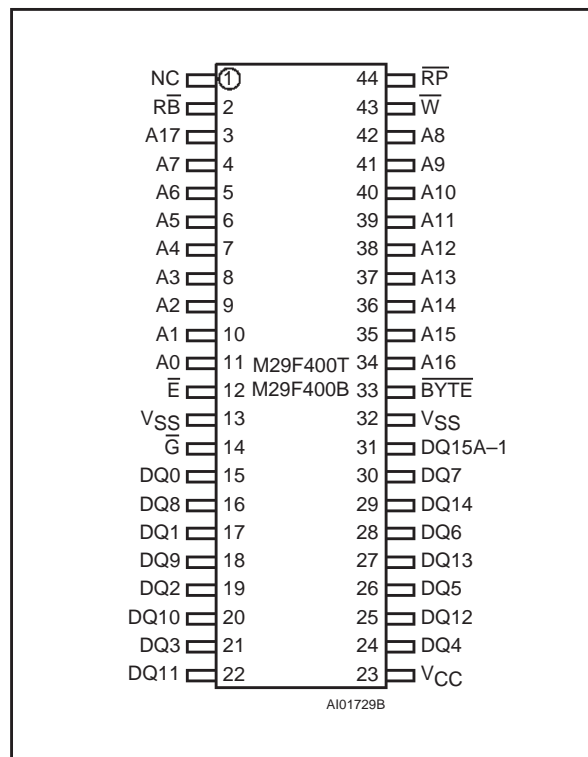 NC 1 44 R̅P̅
RB̅ 2 43 W̅
A17 3 42 A8
A7 4 41 A9
A6 5 40 A10
A5 6 39 A11
A4 7 38 A12
A3 8 37 A13
A2 9 36 A14
A1 10 35 A15
A0 11 M29F400T 34 A16
E̅ 12 M29F400B 33 B̅Y̅T̅E̅
VSS 13 32 VSS
G̅ 14 31 DQ15A–1
DQ0 15 30 DQ7
DQ8 16 29 DQ14
DQ1 17 28 DQ6
DQ9 18 27 DQ13
DQ2 19 26 DQ5
DQ10 20 25 DQ12
DQ3 21 24 DQ4
DQ11 22 23 VCC
AI01729B